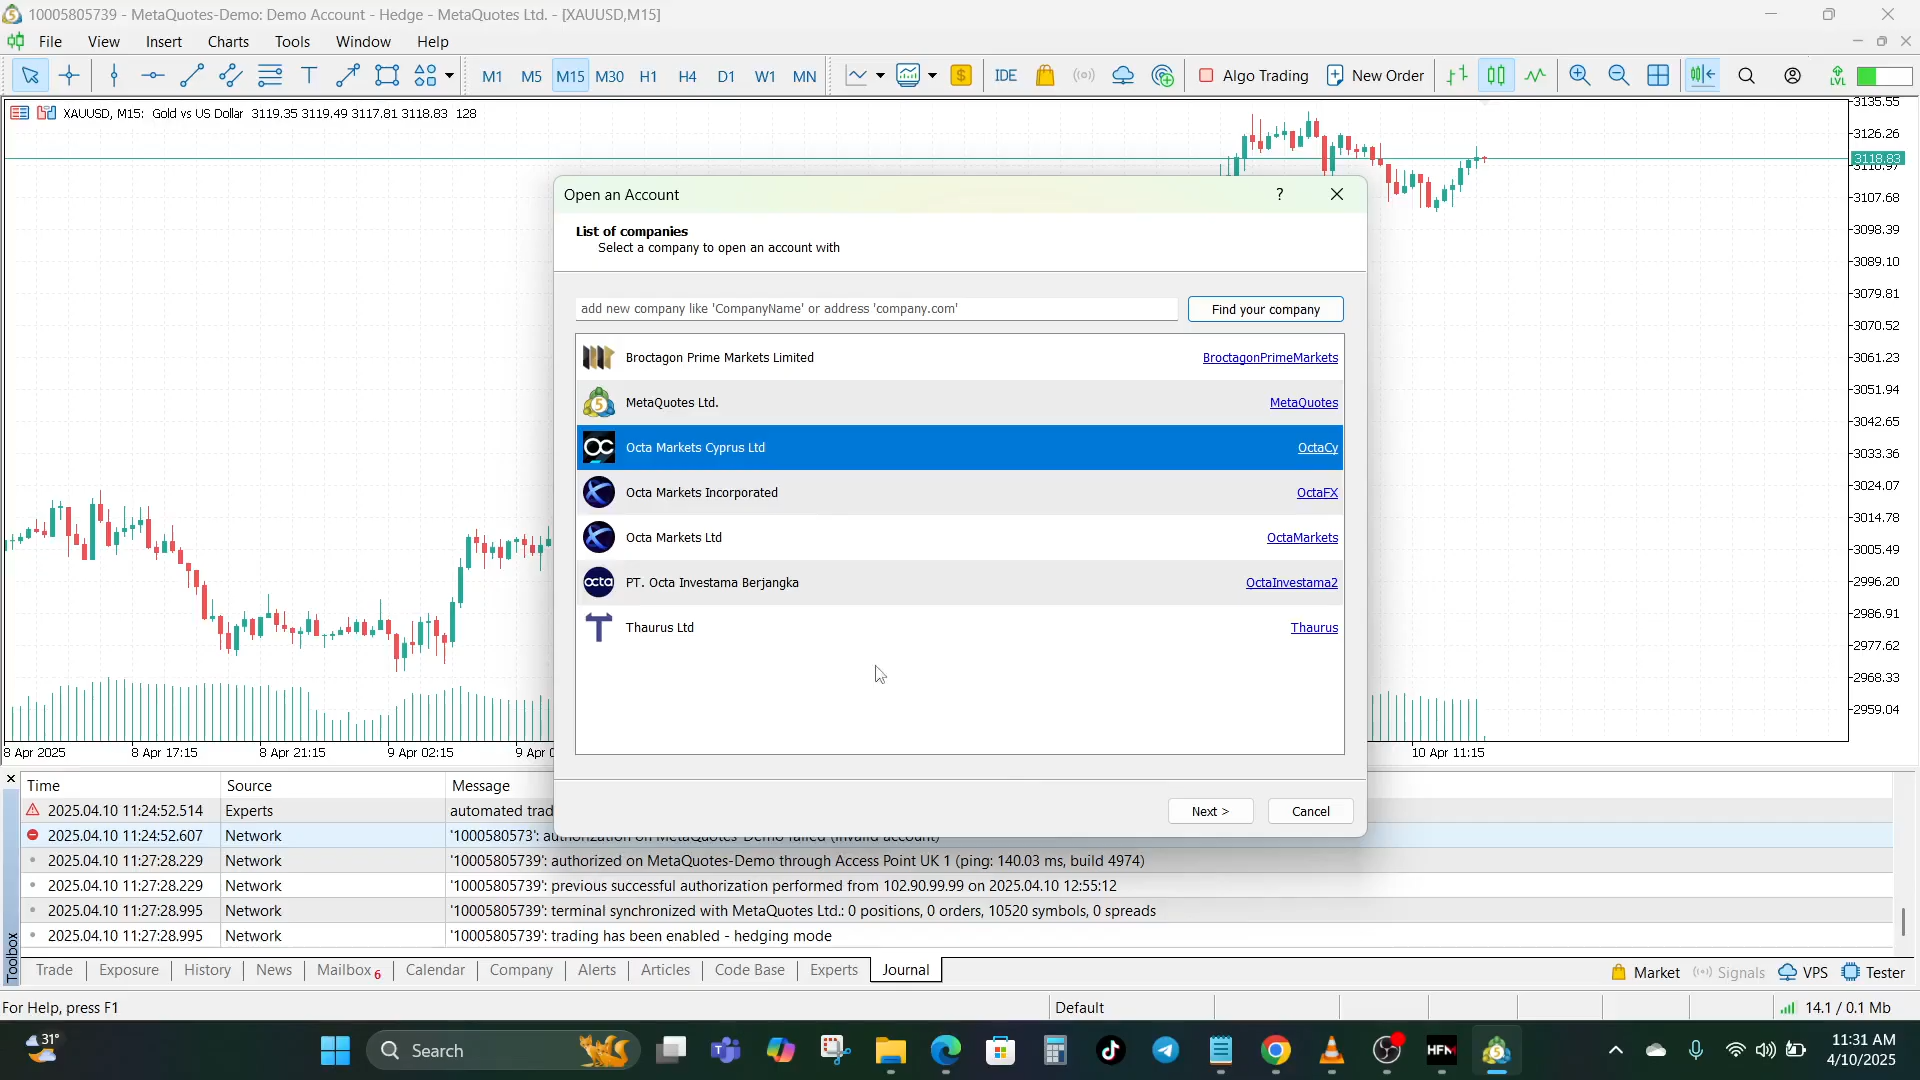 10005805739 - MetaQuotes-Demo: Demo Account - Hedge - MetaQuotes Ltd. - [XAUUSD,M15]
File View Insert Charts Tools Window Help
M1 M5 M15 M30 H1 H4 D1 W1 MN IDE Algo Trading New Order LVL
XAUUSD, M15: Gold vs US Dollar 3119.35 3119.49 3117.81 3118.83 128
3135.55
3126.26
3118.83
3107.68
3098.39
3089.10
3079.81
3070.52
3061.23
3051.94
3042.65
3033.36
3024.07
3014.78
3005.49
2996.20
2986.91
2977.62
2968.33
2959.04
Open an Account ?
List of companies
Select a company to open an account with
add new company like 'CompanyName' or address 'company.com' Find your company
Broctagon Prime Markets Limited BroctagonPrimeMarkets
5 MetaQuotes Ltd. MetaQuotes
OC Octa Markets Cyprus Ltd OctaCy
Octa Markets Incorporated OctaFX
Octa Markets Ltd OctaMarkets
octa PT. Octa Investama Berjangka OctaInvestama2
T Thaurus Ltd Thaurus
Next > Cancel
8 Apr 2025 8 Apr 17:15 8 Apr 21:15 9 Apr 02:15 9 Apr 10 Apr 11:15
Time Source Message
2025.04.10 11:24:52.514 Experts automated trad
2025.04.10 11:24:52.607 Network '1000580573': authorization on MetaQuotes-Demo failed (invalid account)
2025.04.10 11:27:28.229 Network '10005805739': authorized on MetaQuotes-Demo through Access Point UK 1 (ping: 140.03 ms, build 4974)
2025.04.10 11:27:28.229 Network '10005805739': previous successful authorization performed from 102.90.99.99 on 2025.04.10 12:55:12
2025.04.10 11:27:28.995 Network '10005805739': terminal synchronized with MetaQuotes Ltd.: 0 positions, 0 orders, 10520 symbols, 0 spreads
2025.04.10 11:27:28.995 Network '10005805739': trading has been enabled - hedging mode
Toolbox
Trade Exposure History News Mailbox 6 Calendar Company Alerts Articles Code Base Experts Journal Market Signals VPS Tester
For Help, press F1 Default 14.1 / 0.1 Mb
31° Search HFM 11:31 AM
4/10/2025